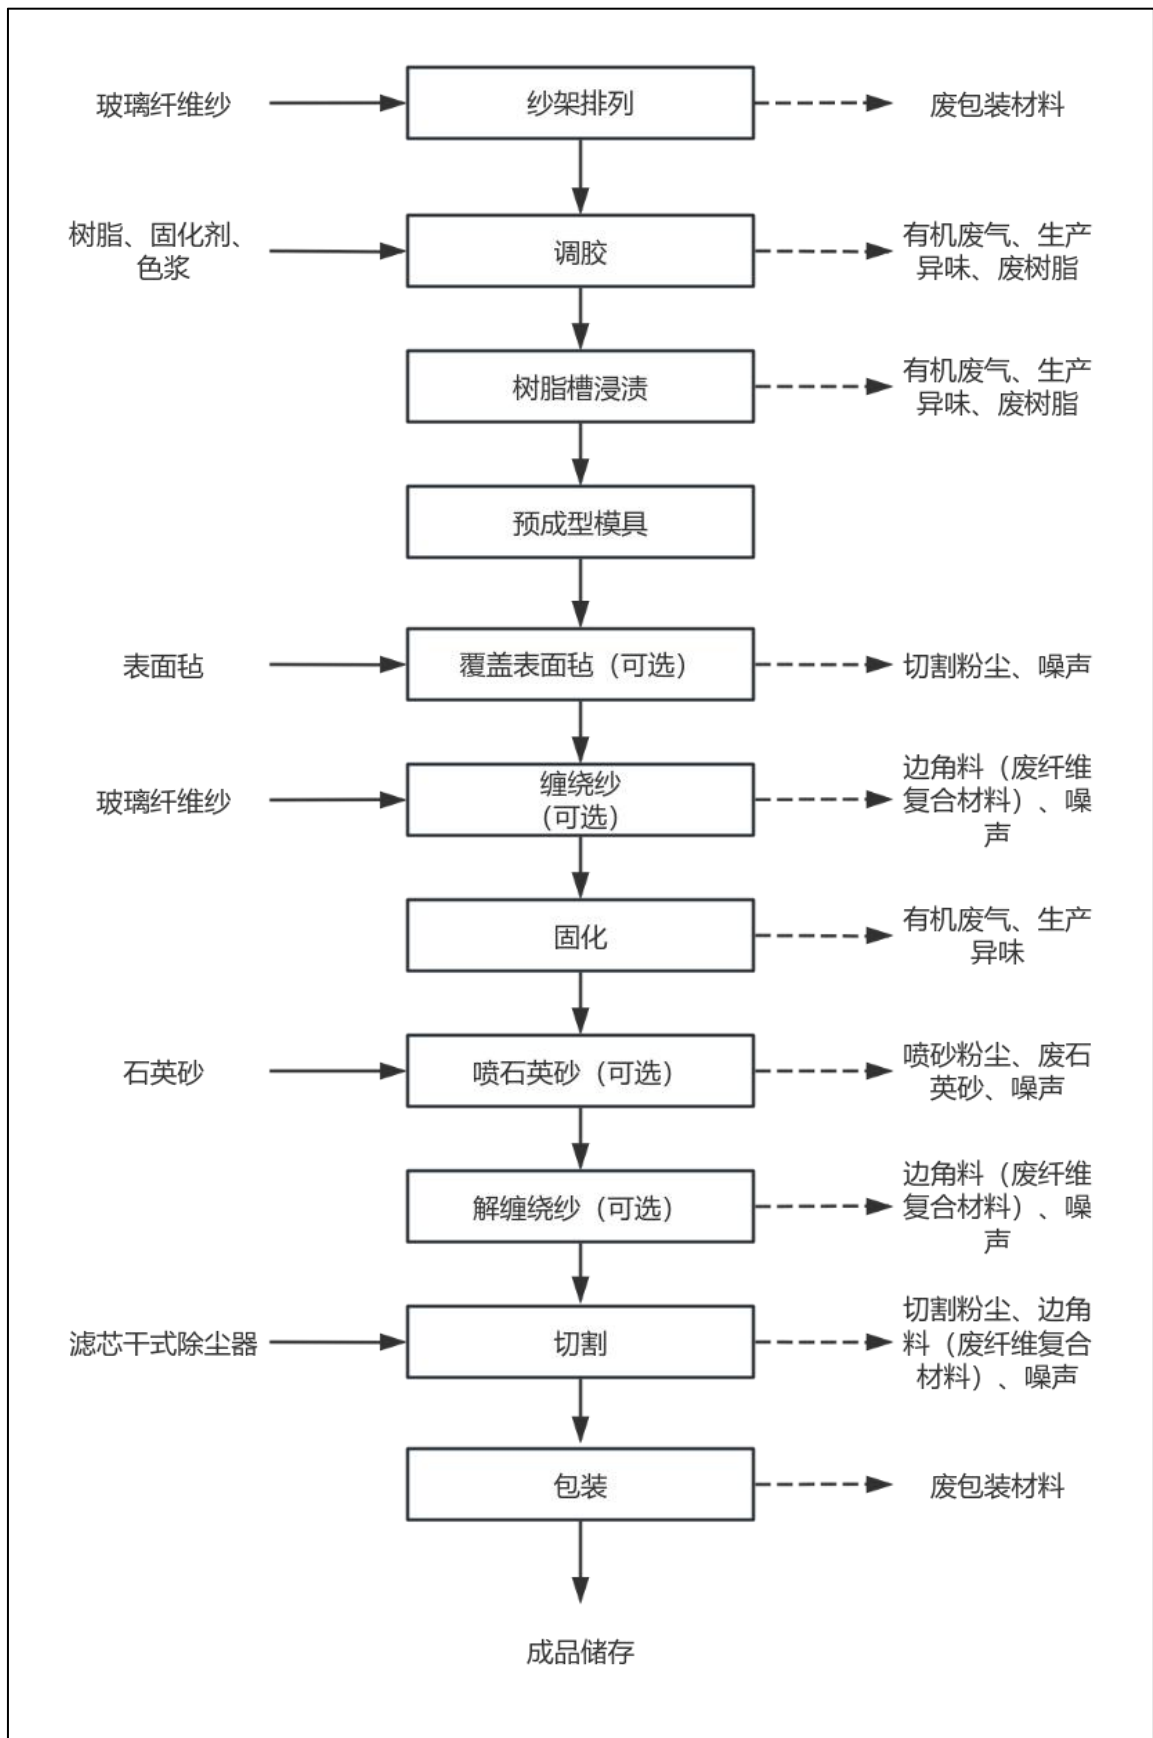 玻璃纤维纱
纱架排列
废包装材料
树脂、固化剂、
色浆
调胶
有机废气、生产
异味、废树脂
树脂槽浸渍
有机废气、生产
异味、废树脂
预成型模具
表面毡
覆盖表面毡（可选）
切割粉尘、噪声
玻璃纤维纱
缠绕纱
（可选）
边角料（废纤维
复合材料）、噪
声
固化
有机废气、生产
异味
石英砂
喷石英砂（可选）
喷砂粉尘、废石
英砂、噪声
解缠绕纱（可选）
边角料（废纤维
复合材料）、噪
声
滤芯干式除尘器
切割
切割粉尘、边角
料（废纤维复合
材料）、噪声
包装
废包装材料
成品储存